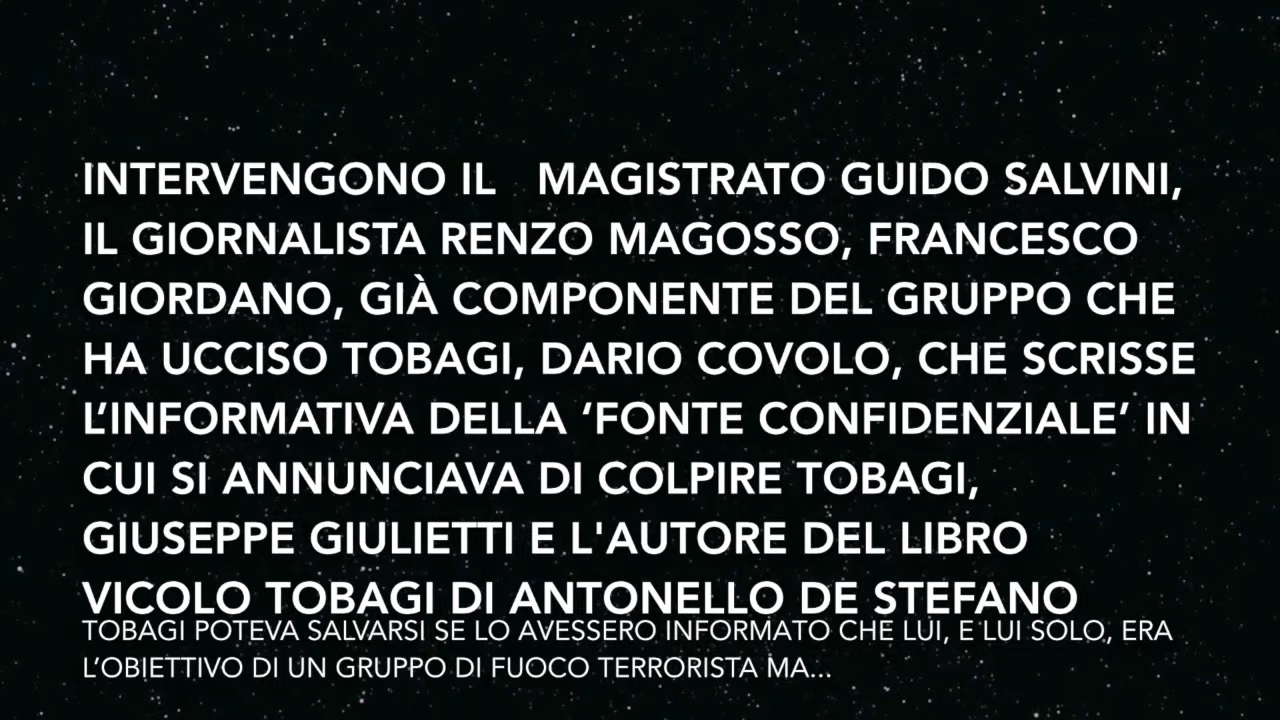 INTERVENGONO IL MAGISTRATO GUIDO SALVINI,
IL GIORNALISTA RENZO MAGOSSO, FRANCESCO
GIORDANO, GIÀ COMPONENTE DEL GRUPPO CHE
HA UCCISO TOBAGI, DARIO COVOLO, CHE SCRISSE
L’INFORMATIVA DELLA ‘FONTE CONFIDENZIALE’ IN
CUI SI ANNUNCIAVA DI COLPIRE TOBAGI,
GIUSEPPE GIULIETTI E L'AUTORE DEL LIBRO
VICOLO TOBAGI DI ANTONELLO DE STEFANO
TOBAGI POTEVA SALVARSI SE LO AVESSERO INFORMATO CHE LUI, E LUI SOLO, ERA
L’OBIETTIVO DI UN GRUPPO DI FUOCO TERRORISTA MA...